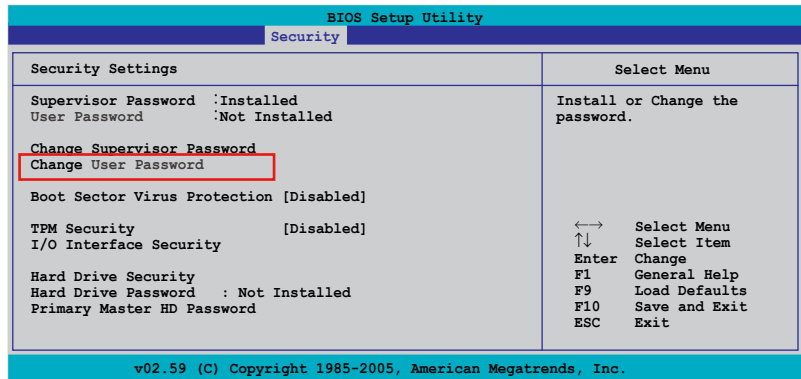 BIOS Setup Utility
Security
Security Settings
Supervisor Password :Installed
User Password :Not Installed
Change Supervisor Password
Change User Password
Boot Sector Virus Protection [Disabled]
TPM Security [Disabled]
I/O Interface Security
Hard Drive Security
Hard Drive Password : Not Installed
Primary Master HD Password
Select Menu
Install or Change the
password.
←→ Select Menu
↑↓ Select Item
Enter Change
F1 General Help
F9 Load Defaults
F10 Save and Exit
ESC Exit
v02.59 (C) Copyright 1985-2005, American Megatrends, Inc.